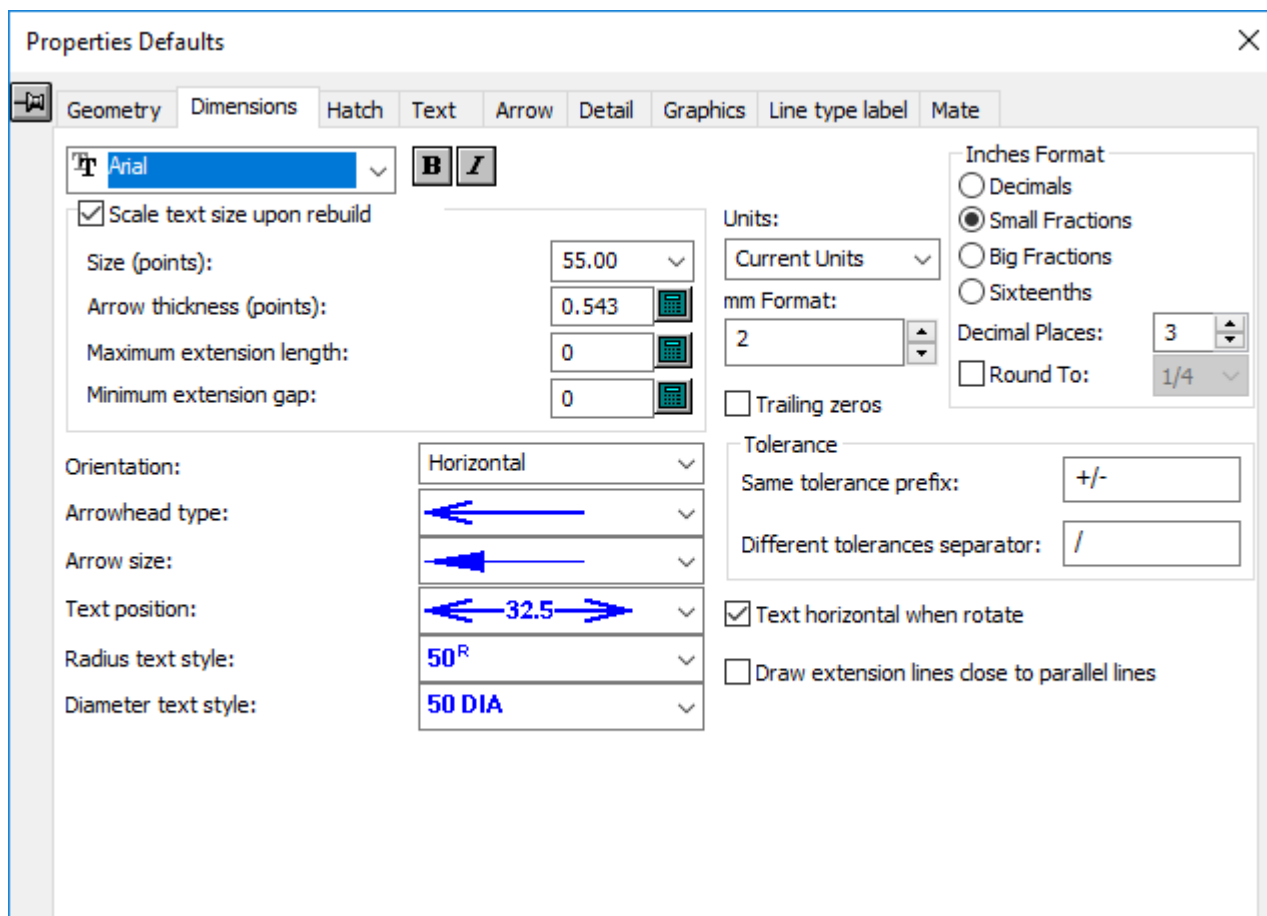 Properties Defaults
Geometry Dimensions Hatch Text Arrow Detail Graphics Line type label Mate
Arial
B I
Scale text size upon rebuild
Size (points): 55.00
Arrow thickness (points): 0.543
Maximum extension length: 0
Minimum extension gap: 0
Units:
Current Units
mm Format:
2
Trailing zeros
Inches Format
Decimals
Small Fractions
Big Fractions
Sixteenths
Decimal Places: 3
Round To: 1/4
Orientation: Horizontal
Arrowhead type:
Arrow size:
Text position: 32.5
Radius text style: 50R
Diameter text style: 50 DIA
Tolerance
Same tolerance prefix: +/-
Different tolerances separator: /
Text horizontal when rotate
Draw extension lines close to parallel lines